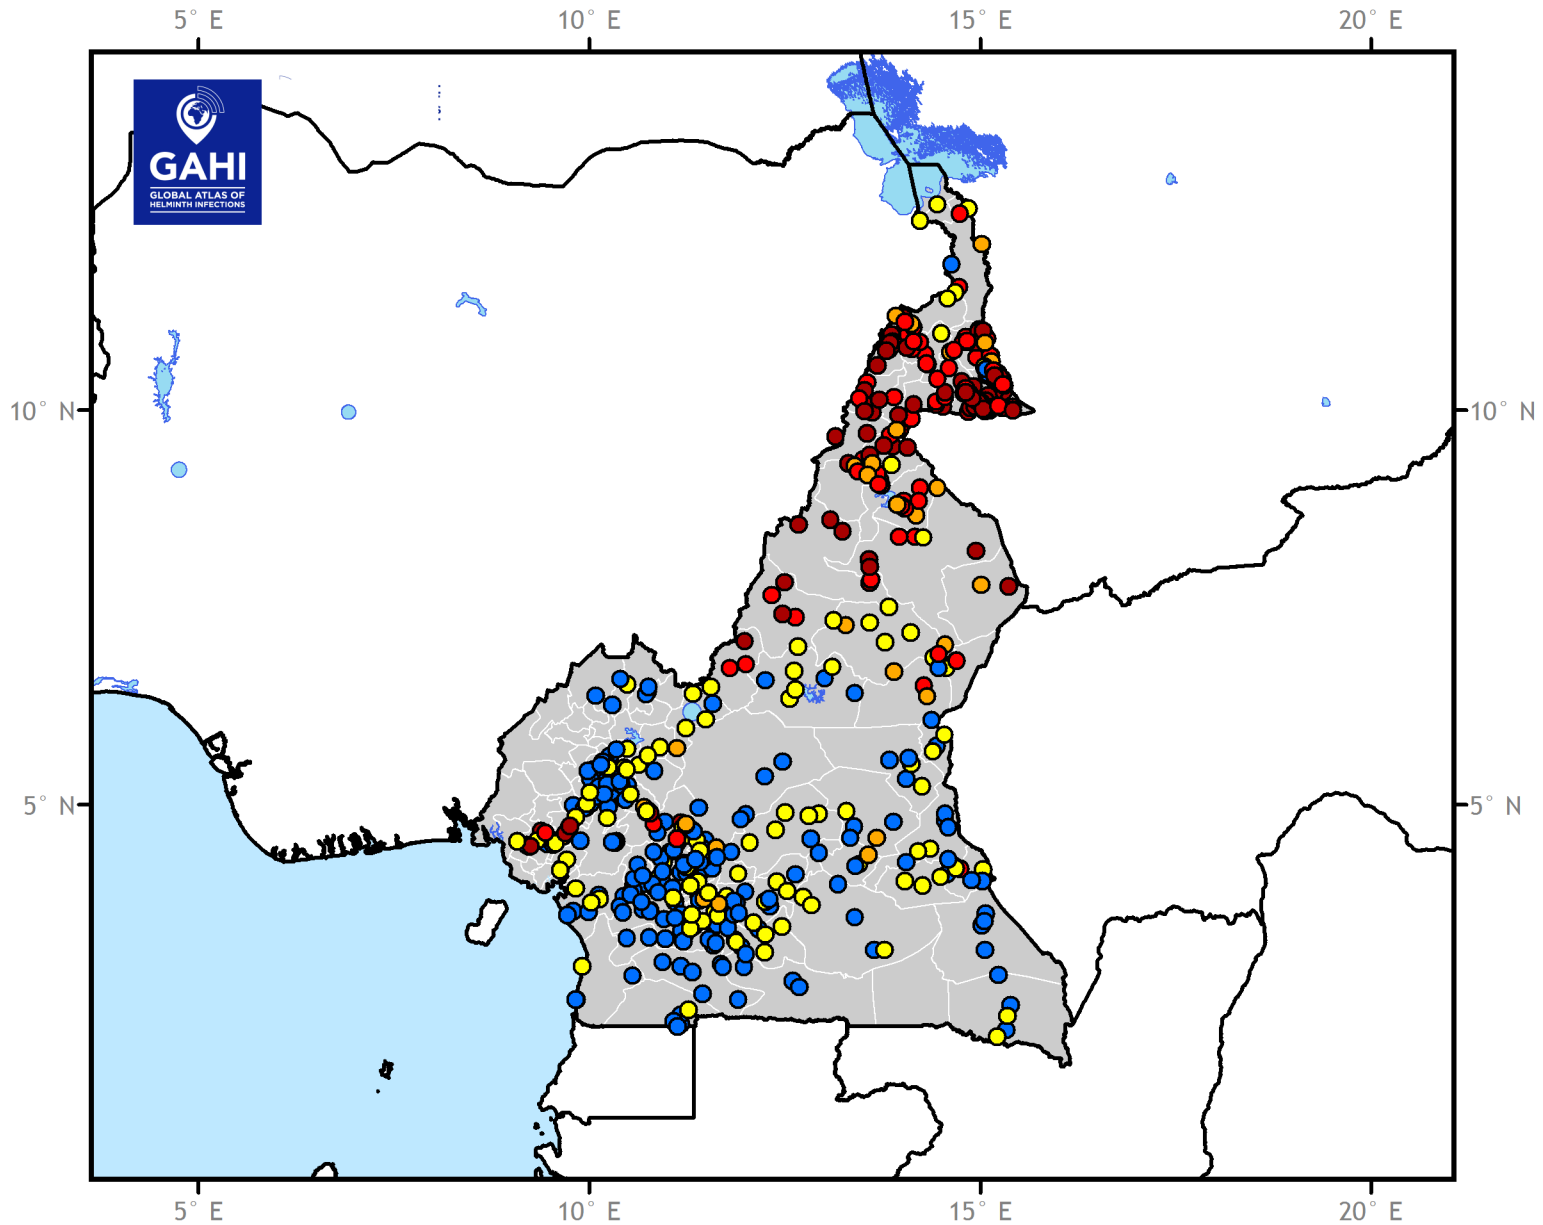 5° E 10° E 15° E 20° E
GAHI
GLOBAL ATLAS OF
HELMINTH INFECTIONS
10° N 10° N
5° N 5° N
5° E 10° E 15° E 20° E